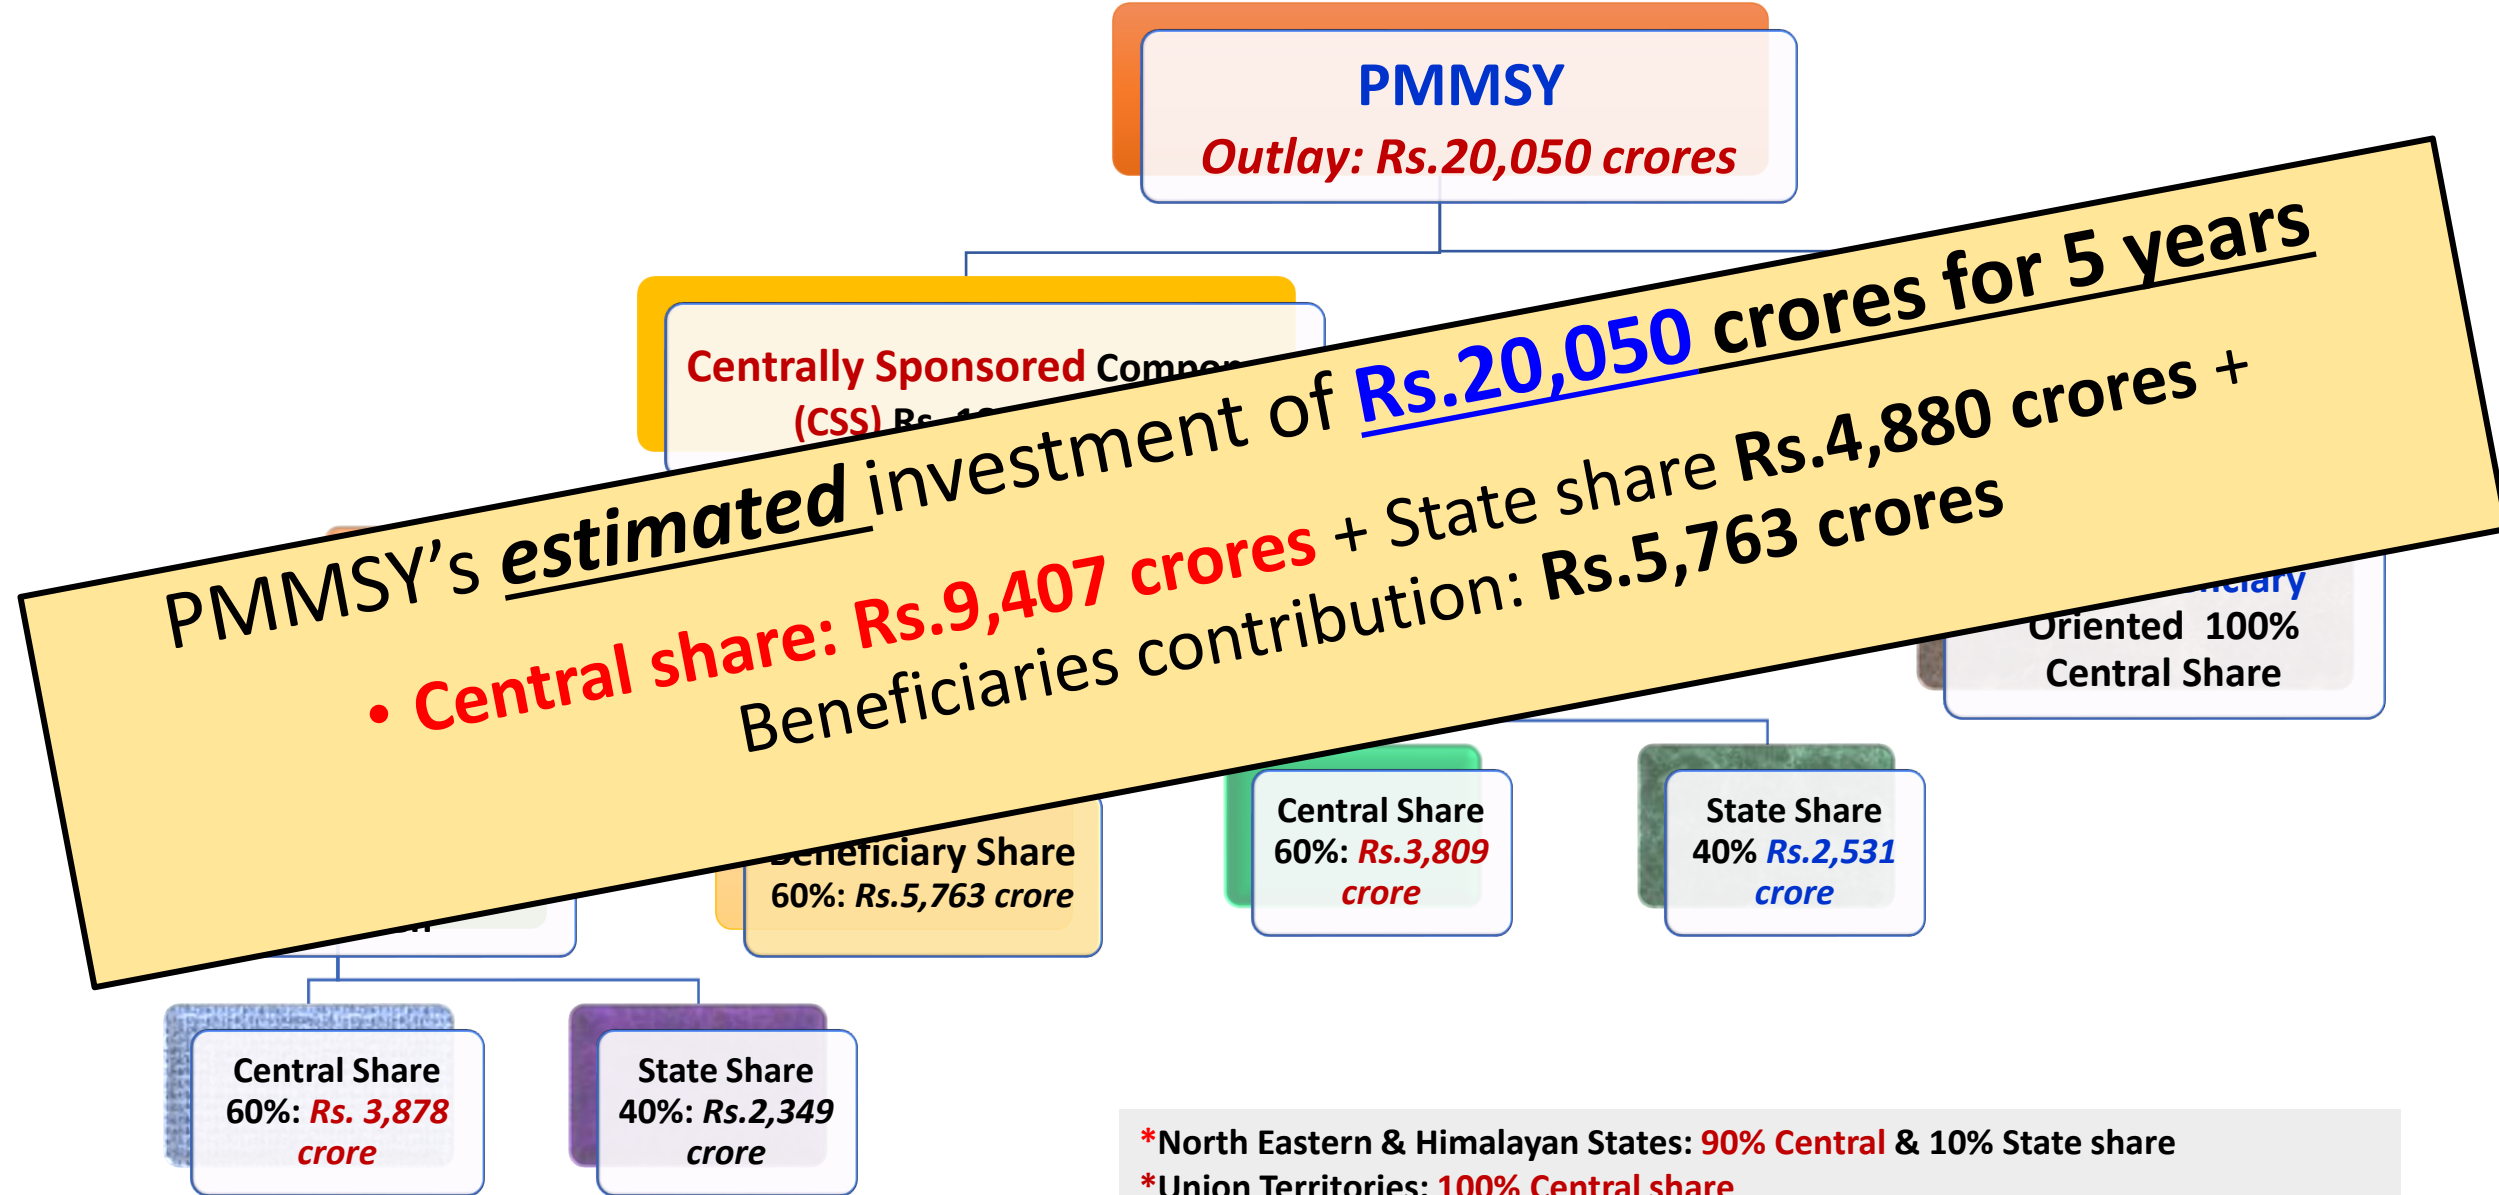 PMMSY
Outlay: Rs.20,050 crores
Centrally Sponsored
(CSS) Rs.
PMMSY’s estimated investment of Rs.20,050 crores for 5 years
• Central share: Rs.9,407 crores + State share Rs.4,880 crores +
Beneficiaries contribution: Rs.5,763 crores
Oriented 100%
Central Share
Beneficiary Share
60%: Rs.5,763 crore
Central Share
60%: Rs.3,809
crore
State Share
40% Rs.2,531
crore
Central Share
60%: Rs. 3,878
crore
State Share
40%: Rs.2,349
crore
*North Eastern & Himalayan States: 90% Central & 10% State share
*Union Territories: 100% Central share